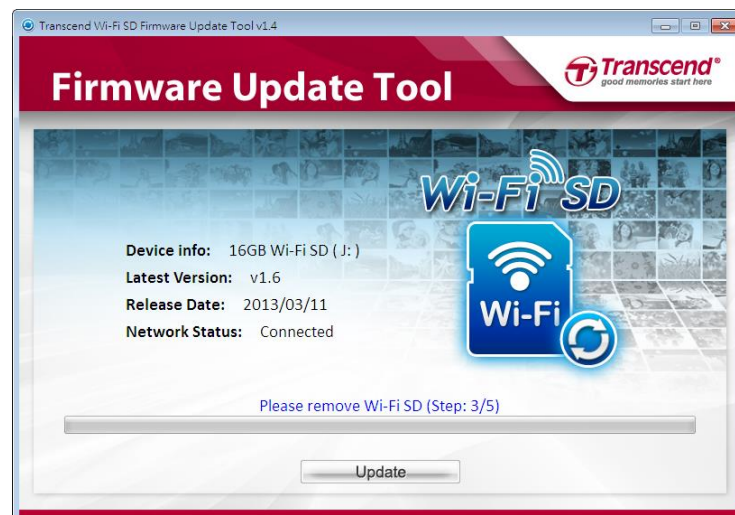 Transcend Wi-Fi SD Firmware Update Tool v1.4
Firmware Update Tool
Transcend®
good memories start here
Wi-Fi SD
Device info: 16GB Wi-Fi SD ( J: )
Latest Version: v1.6
Release Date: 2013/03/11
Network Status: Connected
Wi-Fi
Please remove Wi-Fi SD (Step: 3/5)
Update